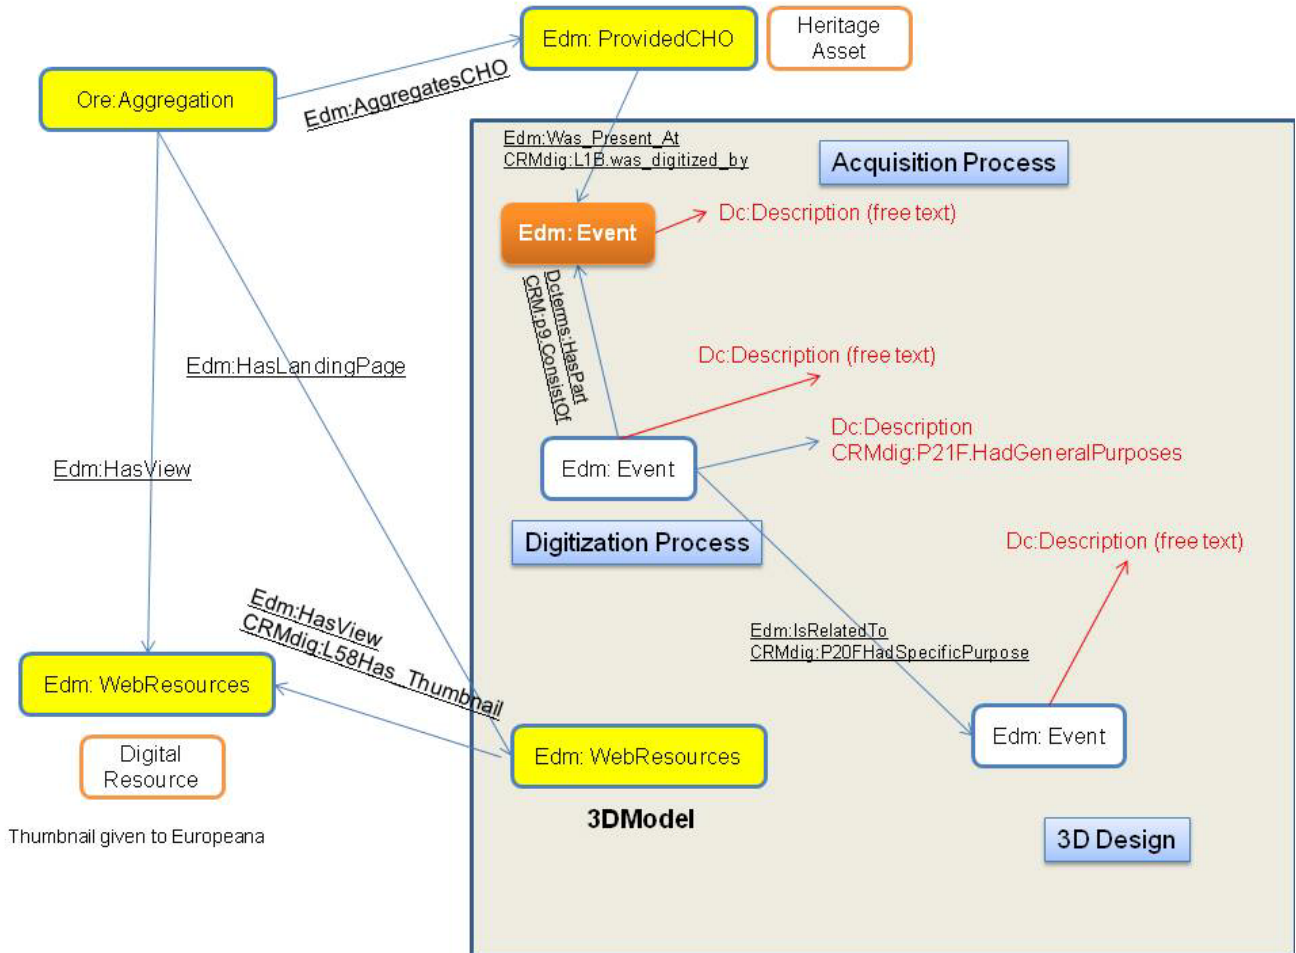 Edm: ProvidedCHO
Heritage
Asset
Ore:Aggregation
Edm:AggregatesCHO
Edm:Was_Present_At
CRMdig:L1B.was_digitized_by
Acquisition Process
Edm: Event
Dc:Description (free text)
Dcterms:HasPart
CRM:p9.ConsistOf
Edm:HasLandingPage
Dc:Description (free text)
Dc:Description
CRMdig:P21F.HadGeneralPurposes
Edm:HasView
Edm: Event
Digitization Process
Dc:Description (free text)
Edm:HasView
CRMdig:L58Has_Thumbnail
Edm:IsRelatedTo
CRMdig:P20FHadSpecificPurpose
Edm: WebResources
Edm: Event
Edm: WebResources
Digital
Resource
3DModel
Thumbnail given to Europeana
3D Design